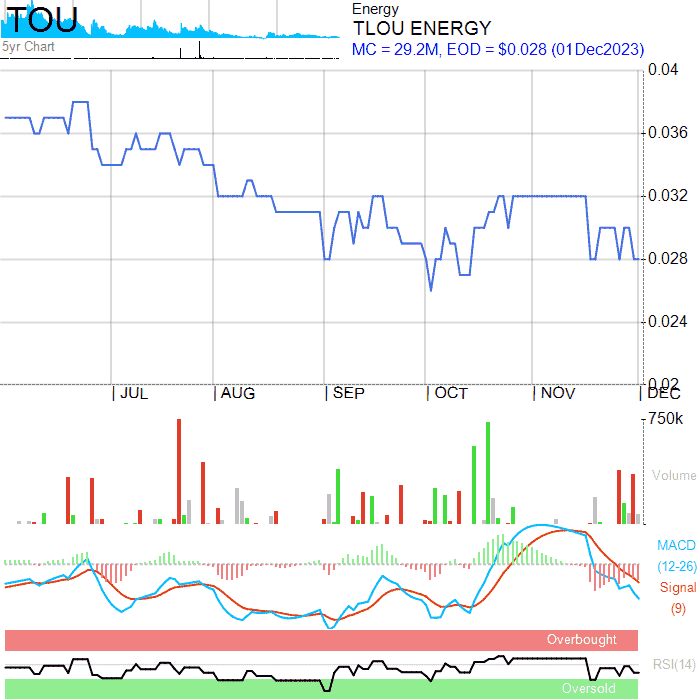 TOU
5yr Chart
Energy
TLOU ENERGY
MC = 29.2M, EOD = $0.028 (01Dec2023)
0.04
0.036
0.032
0.028
0.024
0.02
JUL AUG SEP OCT NOV DEC
750k
Volume
MACD
(12-26)
Signal
(9)
Overbought
RSI(14)
Oversold